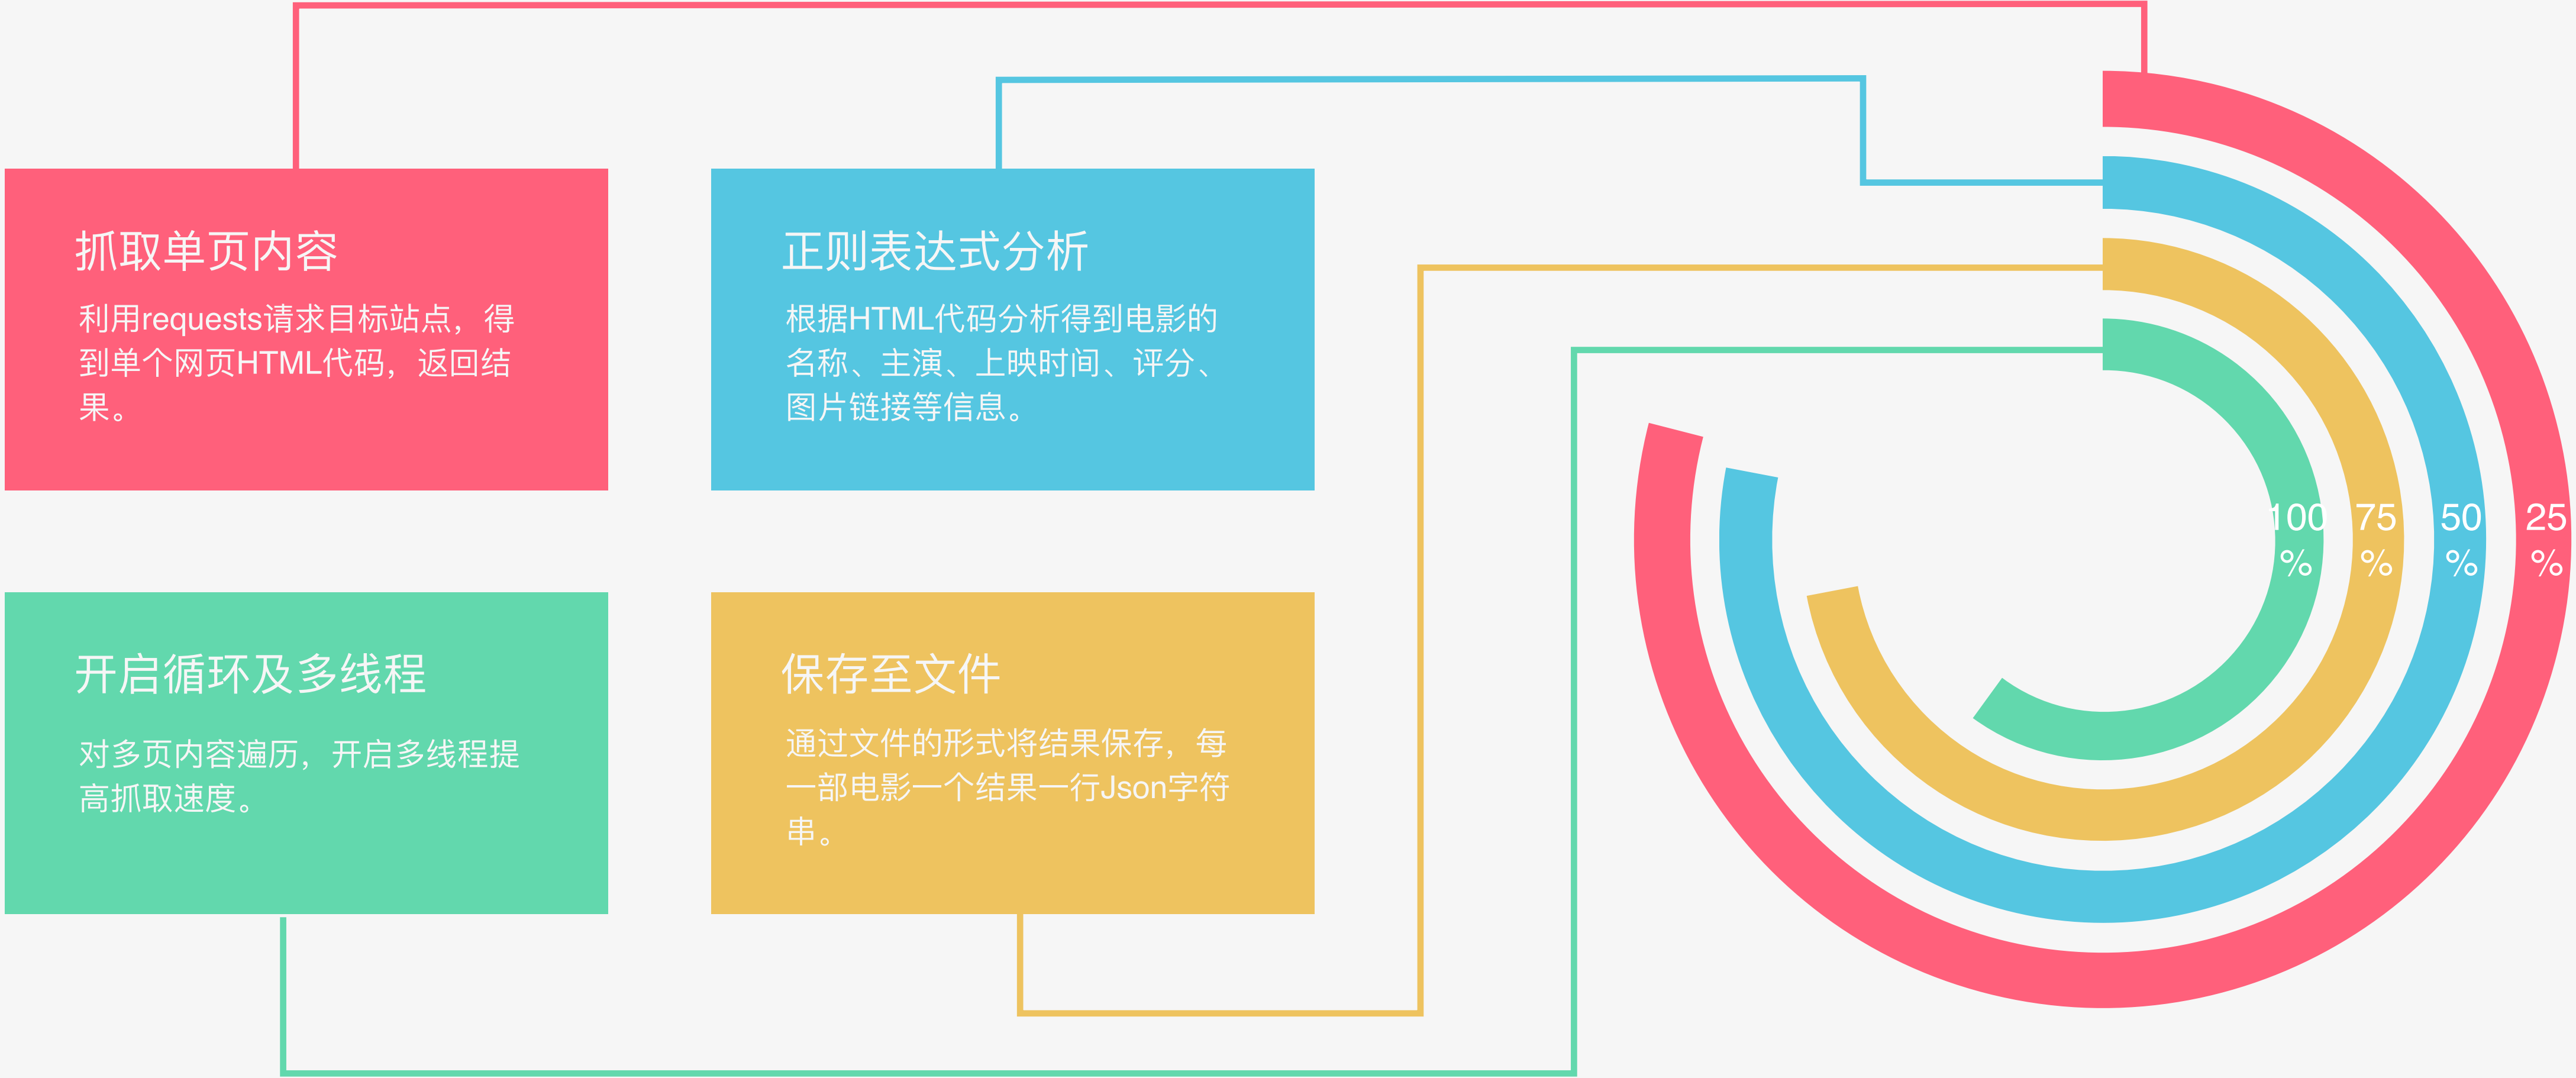 抓取单页内容
利用requests请求目标站点，得
到单个网页HTML代码，返回结
果。
正则表达式分析
根据HTML代码分析得到电影的
名称、主演、上映时间、评分、
图片链接等信息。
开启循环及多线程
对多页内容遍历，开启多线程提
高抓取速度。
保存至文件
通过文件的形式将结果保存，每
一部电影一个结果一行Json字符
串。
100
%
75
%
50
%
25
%